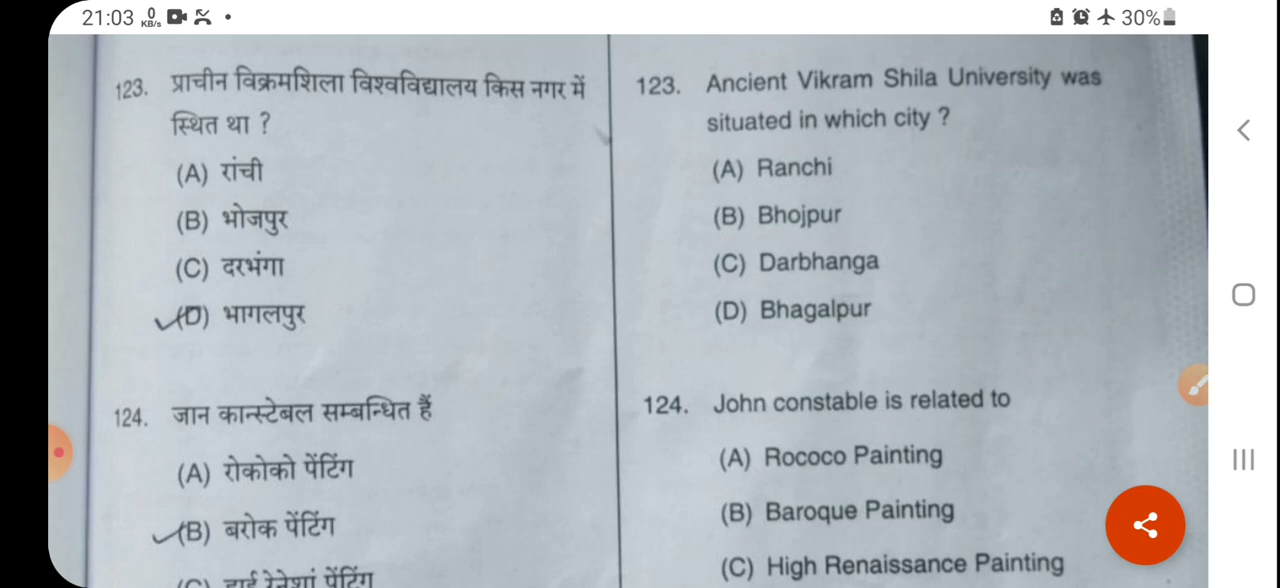 21:03 0 KB/s 30%
123. प्राचीन विक्रमशिला विश्वविद्यालय किस नगर में
स्थित था ?
(A) रांची
(B) भोजपुर
(C) दरभंगा
(D) भागलपुर
124. जान कान्स्टेबल सम्बन्धित हैं
(A) रोकोको पेंटिंग
(B) बरोक पेंटिंग
(C) हाई रेनेशां पेंटिंग
123. Ancient Vikram Shila University was
situated in which city ?
(A) Ranchi
(B) Bhojpur
(C) Darbhanga
(D) Bhagalpur
124. John constable is related to
(A) Rococo Painting
(B) Baroque Painting
(C) High Renaissance Painting